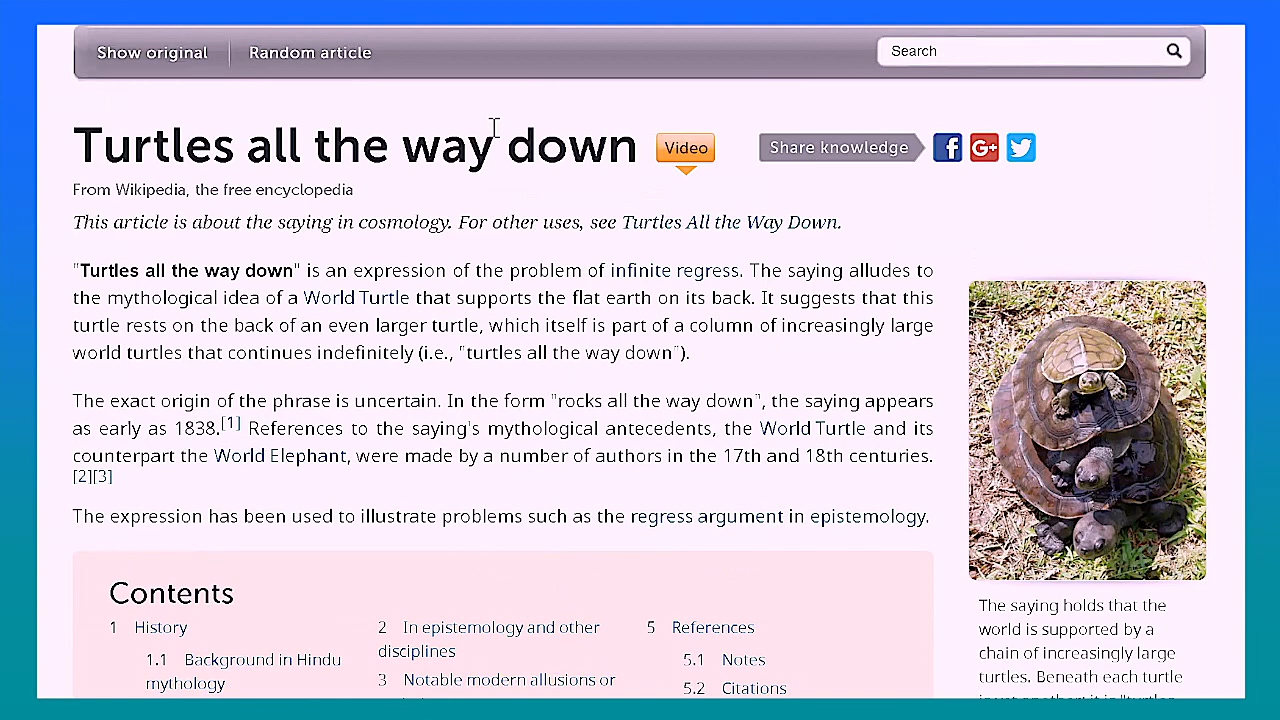 Show original
Random article
Search
Turtles all the way down
Video
Share knowledge
From Wikipedia, the free encyclopedia
This article is about the saying in cosmology. For other uses, see Turtles All the Way Down.
"Turtles all the way down" is an expression of the problem of infinite regress. The saying alludes to
the mythological idea of a World Turtle that supports the flat earth on its back. It suggests that this
turtle rests on the back of an even larger turtle, which itself is part of a column of increasingly large
world turtles that continues indefinitely (i.e., "turtles all the way down").
The exact origin of the phrase is uncertain. In the form "rocks all the way down", the saying appears
as early as 1838.[1] References to the saying's mythological antecedents, the World Turtle and its
counterpart the World Elephant, were made by a number of authors in the 17th and 18th centuries.
[2][3]
The expression has been used to illustrate problems such as the regress argument in epistemology.
The saying holds that the
world is supported by a
chain of increasingly large
turtles. Beneath each turtle
Contents
1 History
1.1 Background in Hindu
mythology
2 In epistemology and other
disciplines
3 Notable modern allusions or
5 References
5.1 Notes
5.2 Citations